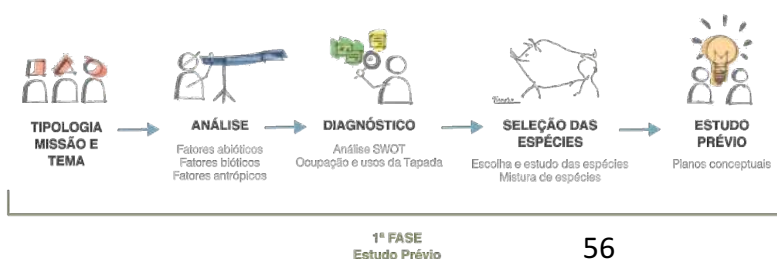 TIPOLOGIA
MISSÃO E
TEMA
ANÁLISE
Fatores abióticos
Fatores bióticos
Fatores antrópicos
DIAGNÓSTICO
Análise SWOT
Ocupação e usos da Tapada
SELEÇÃO DAS
ESPÉCIES
Escolha e estudo das espécies
Mistura de espécies
ESTUDO
PRÉVIO
Planos conceptuais
1ª FASE
Estudo Prévio
56